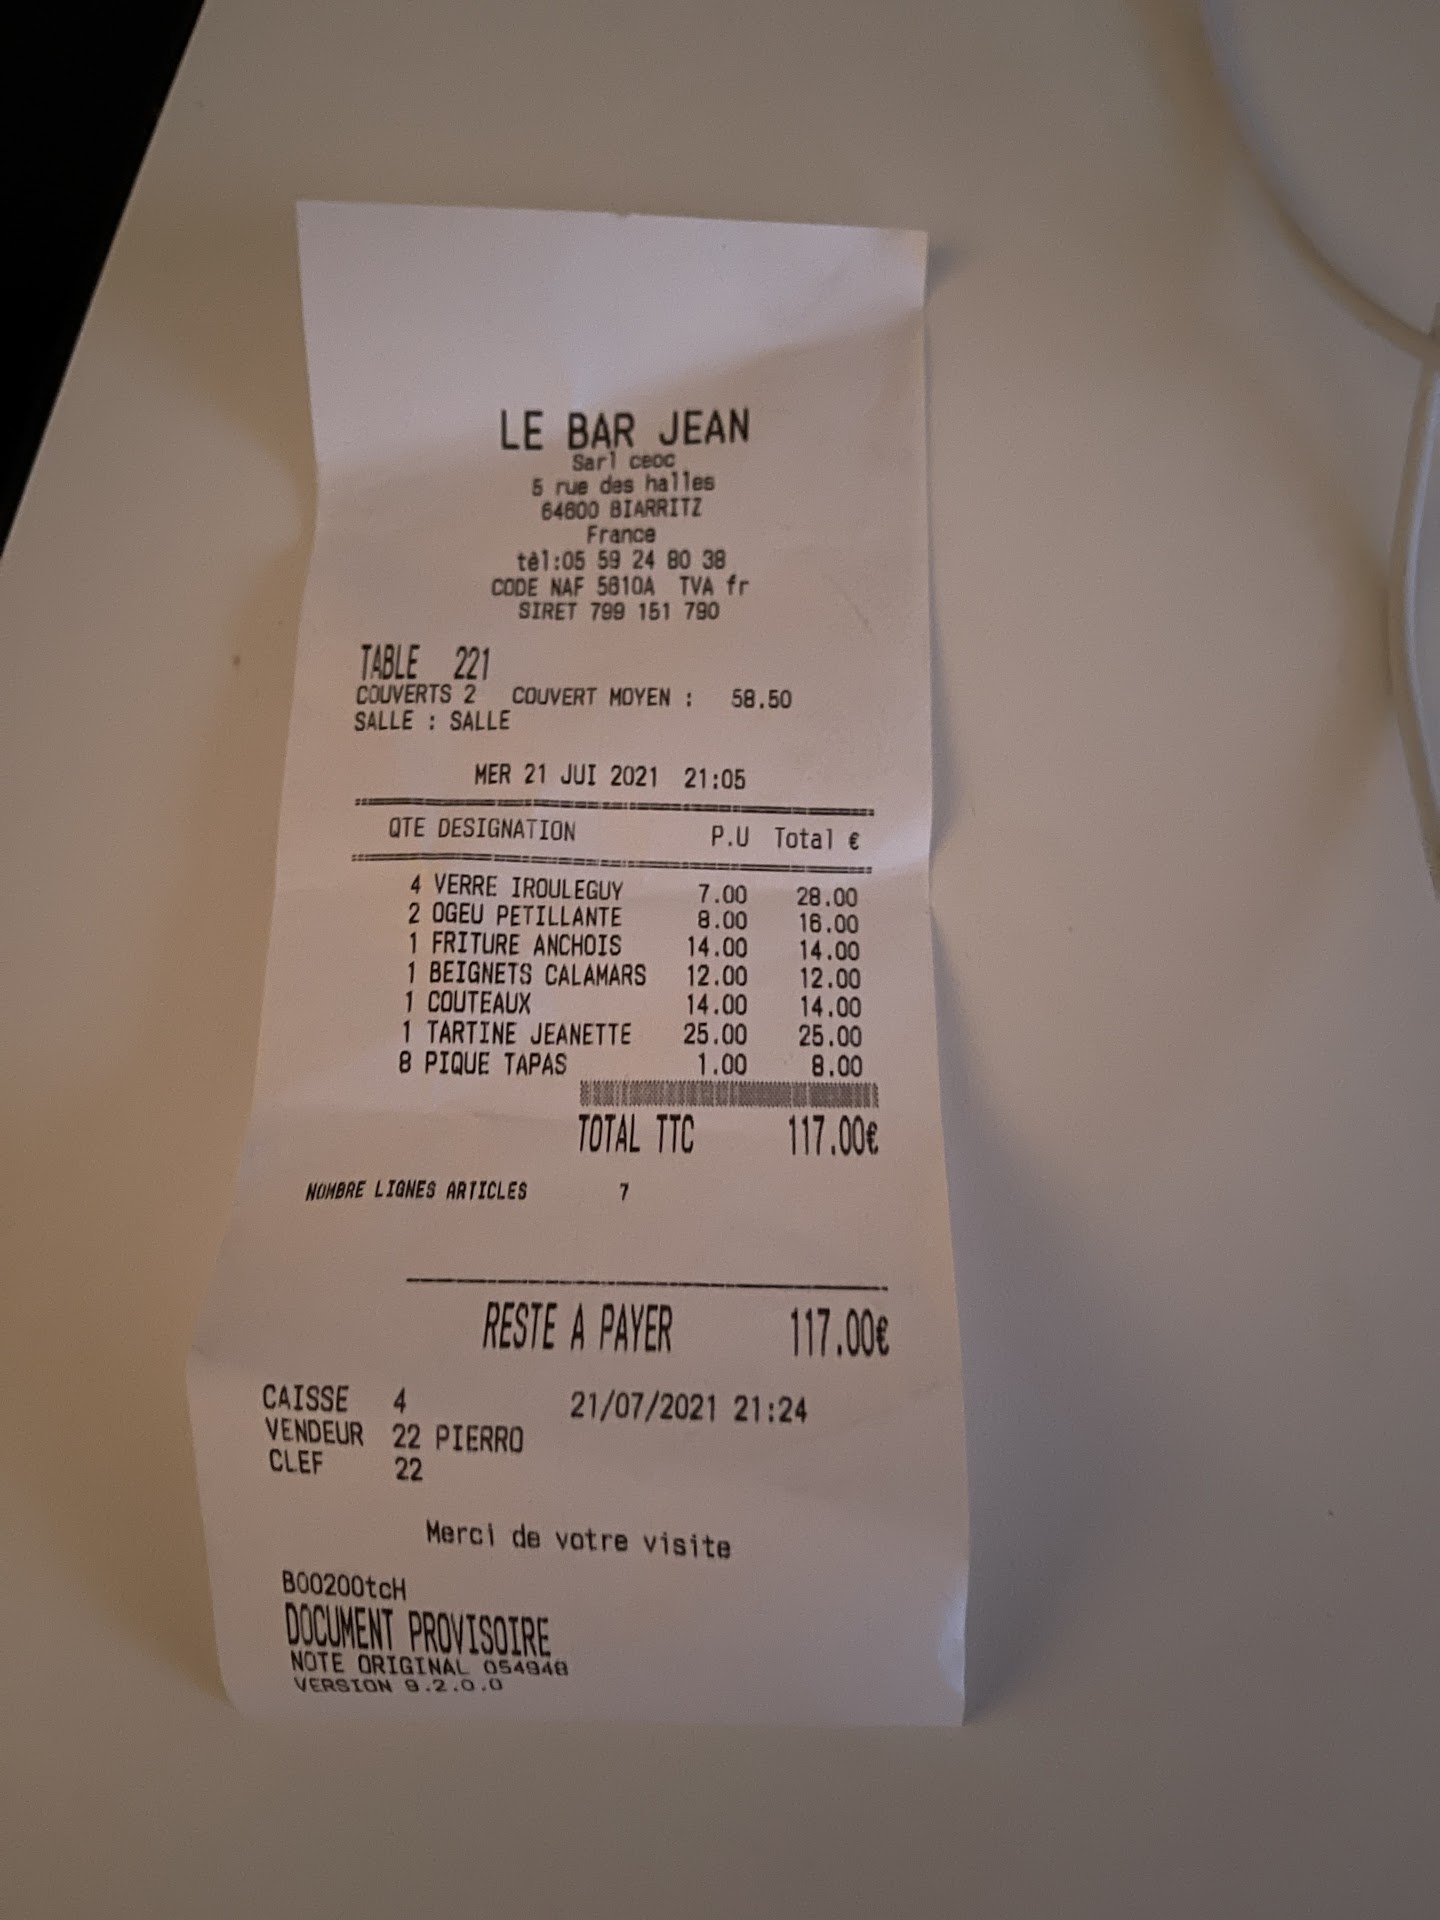 LE BAR JEAN
Sarl ceoc
5 rue des halles
64600 BIARRITZ
France
tèl:05 59 24 80 38
CODE NAF 5610A TVA fr
SIRET 799 151 790
TABLE 221
COUVERTS 2 COUVERT MOYEN : 58.50
SALLE : SALLE
MER 21 JUI 2021 21:05
QTE DESIGNATION P.U Total €
4 VERRE IROULEGUY 7.00 28.00
2 OGEU PETILLANTE 8.00 16.00
1 FRITURE ANCHOIS 14.00 14.00
1 BEIGNETS CALAMARS 12.00 12.00
1 COUTEAUX 14.00 14.00
1 TARTINE JEANETTE 25.00 25.00
8 PIQUE TAPAS 1.00 8.00
TOTAL TTC 117.00€
NOMBRE LIGNES ARTICLES 7
RESTE A PAYER 117.00€
CAISSE 4 21/07/2021 21:24
VENDEUR 22 PIERRO
CLEF 22
Merci de votre visite
B00200tcH
DOCUMENT PROVISOIRE
NOTE ORIGINAL 054948
VERSION 9.2.0.0